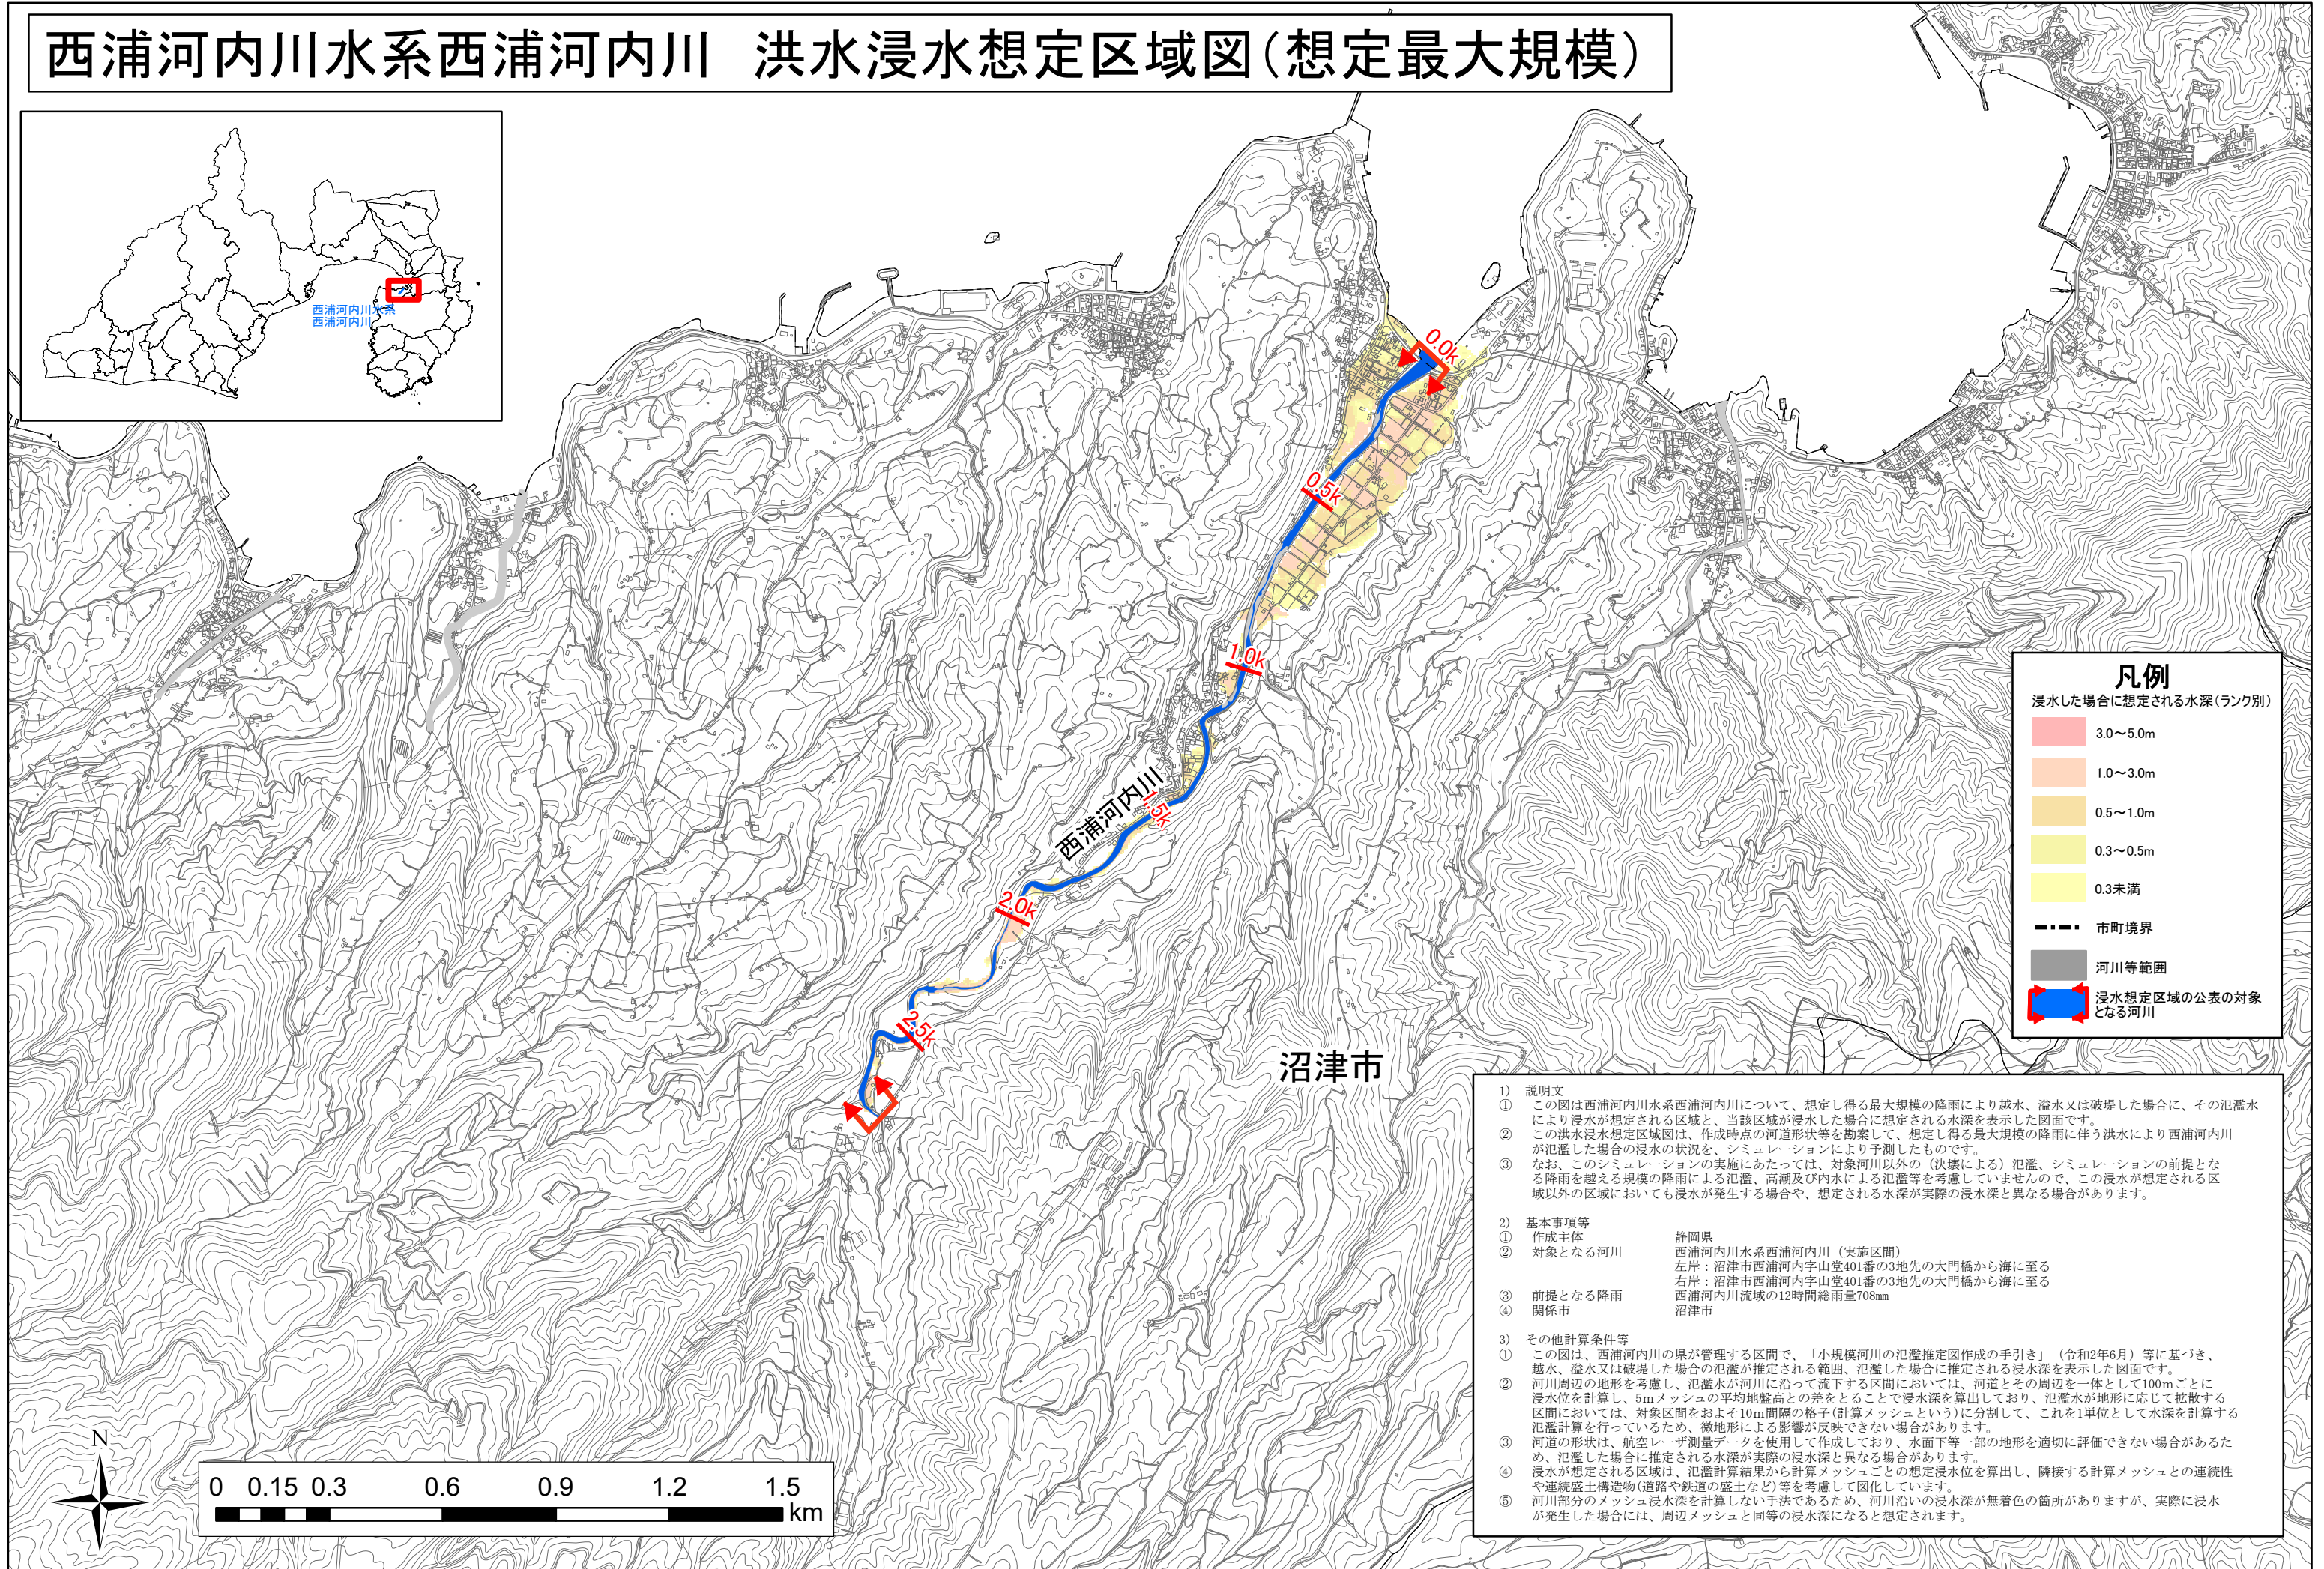 西浦河内川水系西浦河内川　洪水浸水想定区域図（想定最大規模）
西浦河内川水系
西浦河内川
0.0k
0.5k
1.0k
1.5k
西浦河内川
2.0k
2.5k
沼津市
凡例
浸水した場合に想定される水深（ランク別）
3.0～5.0m
1.0～3.0m
0.5～1.0m
0.3～0.5m
0.3未満
市町境界
河川等範囲
浸水想定区域の公表の対象
となる河川
1)　説明文
①　この図は西浦河内川水系西浦河内川について、想定し得る最大規模の降雨により越水、溢水又は破堤した場合に、その氾濫水
により浸水が想定される区域と、当該区域が浸水した場合に想定される水深を表示した図面です。
②　この洪水浸水想定区域図は、作成時点の河道形状等を勘案して、想定し得る最大規模の降雨に伴う洪水により西浦河内川
が氾濫した場合の浸水の状況を、シミュレーションにより予測したものです。
③　なお、このシミュレーションの実施にあたっては、対象河川以外の（決壊による）氾濫、シミュレーションの前提とな
る降雨を越える規模の降雨による氾濫、高潮及び内水による氾濫等を考慮していませんので、この浸水が想定される区
域以外の区域においても浸水が発生する場合や、想定される水深が実際の浸水深と異なる場合があります。
2)　基本事項等
①　作成主体　静岡県
②　対象となる河川　西浦河内川水系西浦河内川（実施区間）
左岸：沼津市西浦河内字山堂401番の3地先の大門橋から海に至る
右岸：沼津市西浦河内字山堂401番の3地先の大門橋から海に至る
③　前提となる降雨　西浦河内川流域の12時間総雨量708mm
④　関係市　沼津市
3)　その他計算条件等
①　この図は、西浦河内川の県が管理する区間で、「小規模河川の氾濫推定図作成の手引き」（令和2年6月）等に基づき、
越水、溢水又は破堤した場合の氾濫が推定される範囲、氾濫した場合に推定される浸水深を表示した図面です。
②　河川周辺の地形を考慮し、氾濫水が河川に沿って流下する区間においては、河道とその周辺を一体として100mごとに
浸水位を計算し、5mメッシュの平均地盤高との差をとることで浸水深を算出しており、氾濫水が地形に応じて拡散する
区間においては、対象区間をおよそ10m間隔の格子(計算メッシュという)に分割して、これを1単位として水深を計算する
氾濫計算を行っているため、微地形による影響が反映できない場合があります。
③　河道の形状は、航空レーザ測量データを使用して作成しており、水面下等一部の地形を適切に評価できない場合があるた
め、氾濫した場合に推定される水深が実際の浸水深と異なる場合があります。
④　浸水が想定される区域は、氾濫計算結果から計算メッシュごとの想定浸水位を算出し、隣接する計算メッシュとの連続性
や連続盛土構造物(道路や鉄道の盛土など)等を考慮して図化しています。
⑤　河川部分のメッシュ浸水深を計算しない手法であるため、河川沿いの浸水深が無着色の箇所がありますが、実際に浸水
が発生した場合には、周辺メッシュと同等の浸水深になると想定されます。
N
0 0.15 0.3 0.6 0.9 1.2 1.5
km